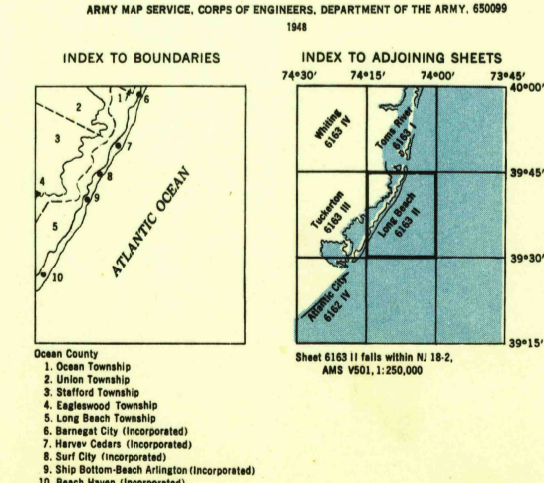 ARMY MAP SERVICE, CORPS OF ENGINEERS, DEPARTMENT OF THE ARMY. 650099
1948
INDEX TO BOUNDARIES
2
1
6
3
7
8
4
9
5
10
ATLANTIC OCEAN
Ocean County
1. Ocean Township
2. Union Township
3. Stafford Township
4. Eagleswood Township
5. Long Beach Township
6. Barnegat City (Incorporated)
7. Harvey Cedars (Incorporated)
8. Surf City (Incorporated)
9. Ship Bottom-Beach Arlington (Incorporated)
10. Beach Haven (Incorporated)
INDEX TO ADJOINING SHEETS
74°30' 74°15' 74°00' 73°45'
40°00'
Whiting
6163 IV
Toms River
6163 I
39°45'
Tuckerton
6163 III
Long Beach
6163 II
39°30'
Atlantic City
6162 IV
39°15'
Sheet 6163 II falls within NJ 18-2,
AMS V501, 1:250,000